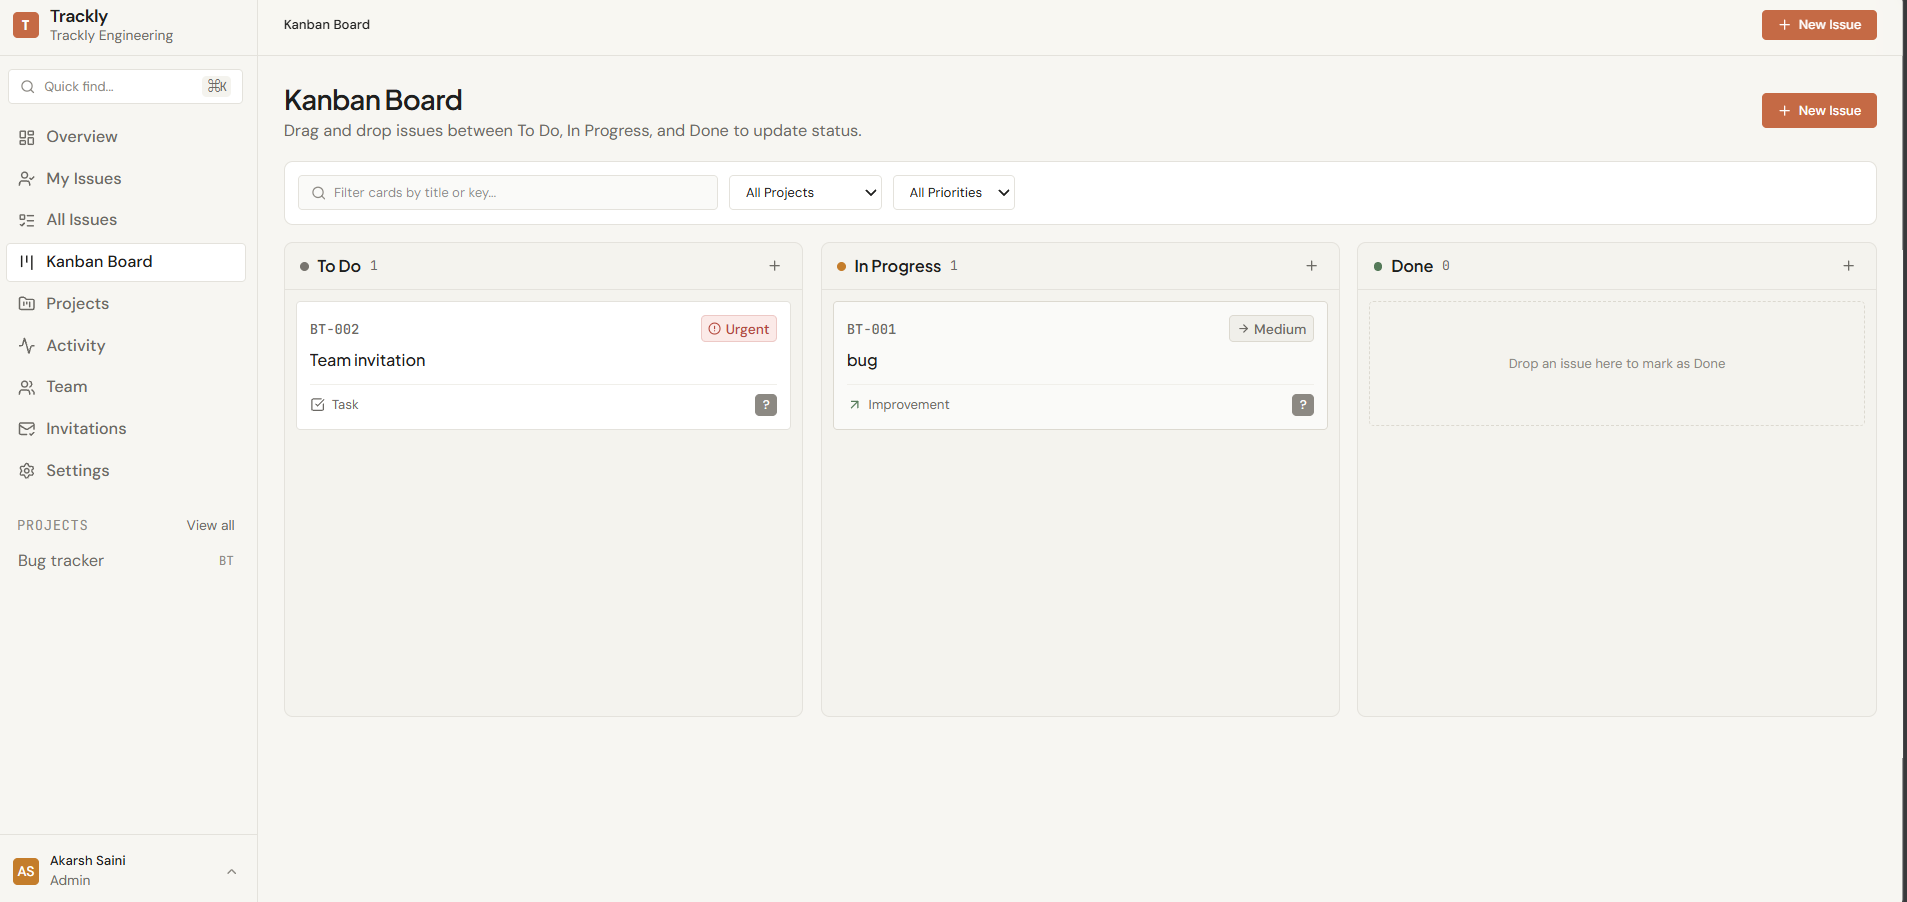 T
Trackly
Trackly Engineering
Quick find...
⌘K
Overview
My Issues
All Issues
Kanban Board
Projects
Activity
Team
Invitations
Settings
PROJECTS
View all
Bug tracker
BT
AS
Akarsh Saini
Admin
Kanban Board
+ New Issue
Kanban Board
Drag and drop issues between To Do, In Progress, and Done to update status.
+ New Issue
Filter cards by title or key...
All Projects
All Priorities
To Do 1 +
BT-002
Urgent
Team invitation
Task
?
In Progress 1 +
BT-001
Medium
bug
Improvement
?
Done 0 +
Drop an issue here to mark as Done